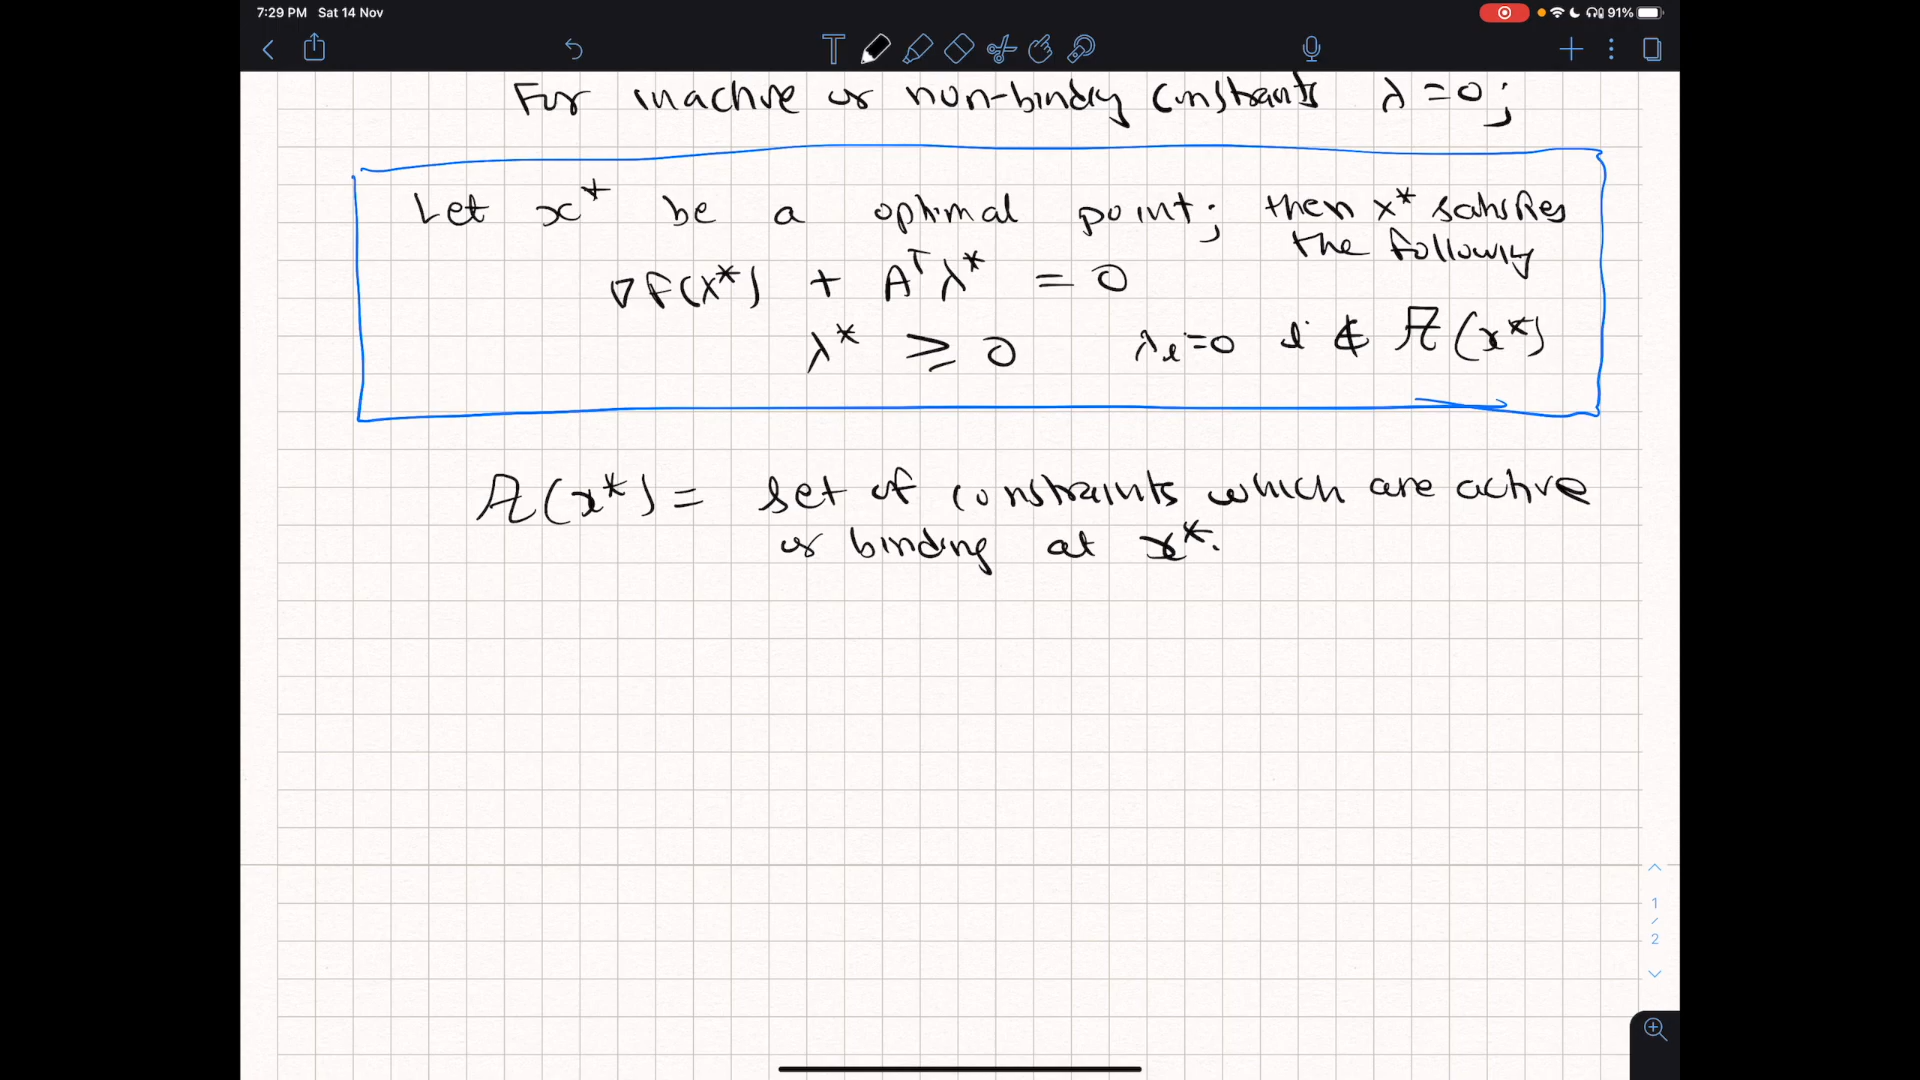 7:29 PM Sat 14 Nov 91%
T
For inactive or non-binding constraints λ = 0;
Let x* be a optimal point; then x* satisfies
the following
∇f(x*) + Aᵀλ* = 0
λ* ≥ 0 λᵢ=0 i ∉ A(x*)
A(x*) = set of constraints which are active
or binding at x*.
1
/
2